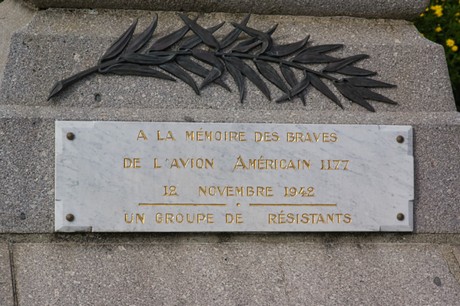 À LA MÉMOIRE DES BRAVES
DE L'AVION AMÉRICAIN 1177
12 NOVEMBRE 1942
UN GROUPE DE RÉSISTANTS